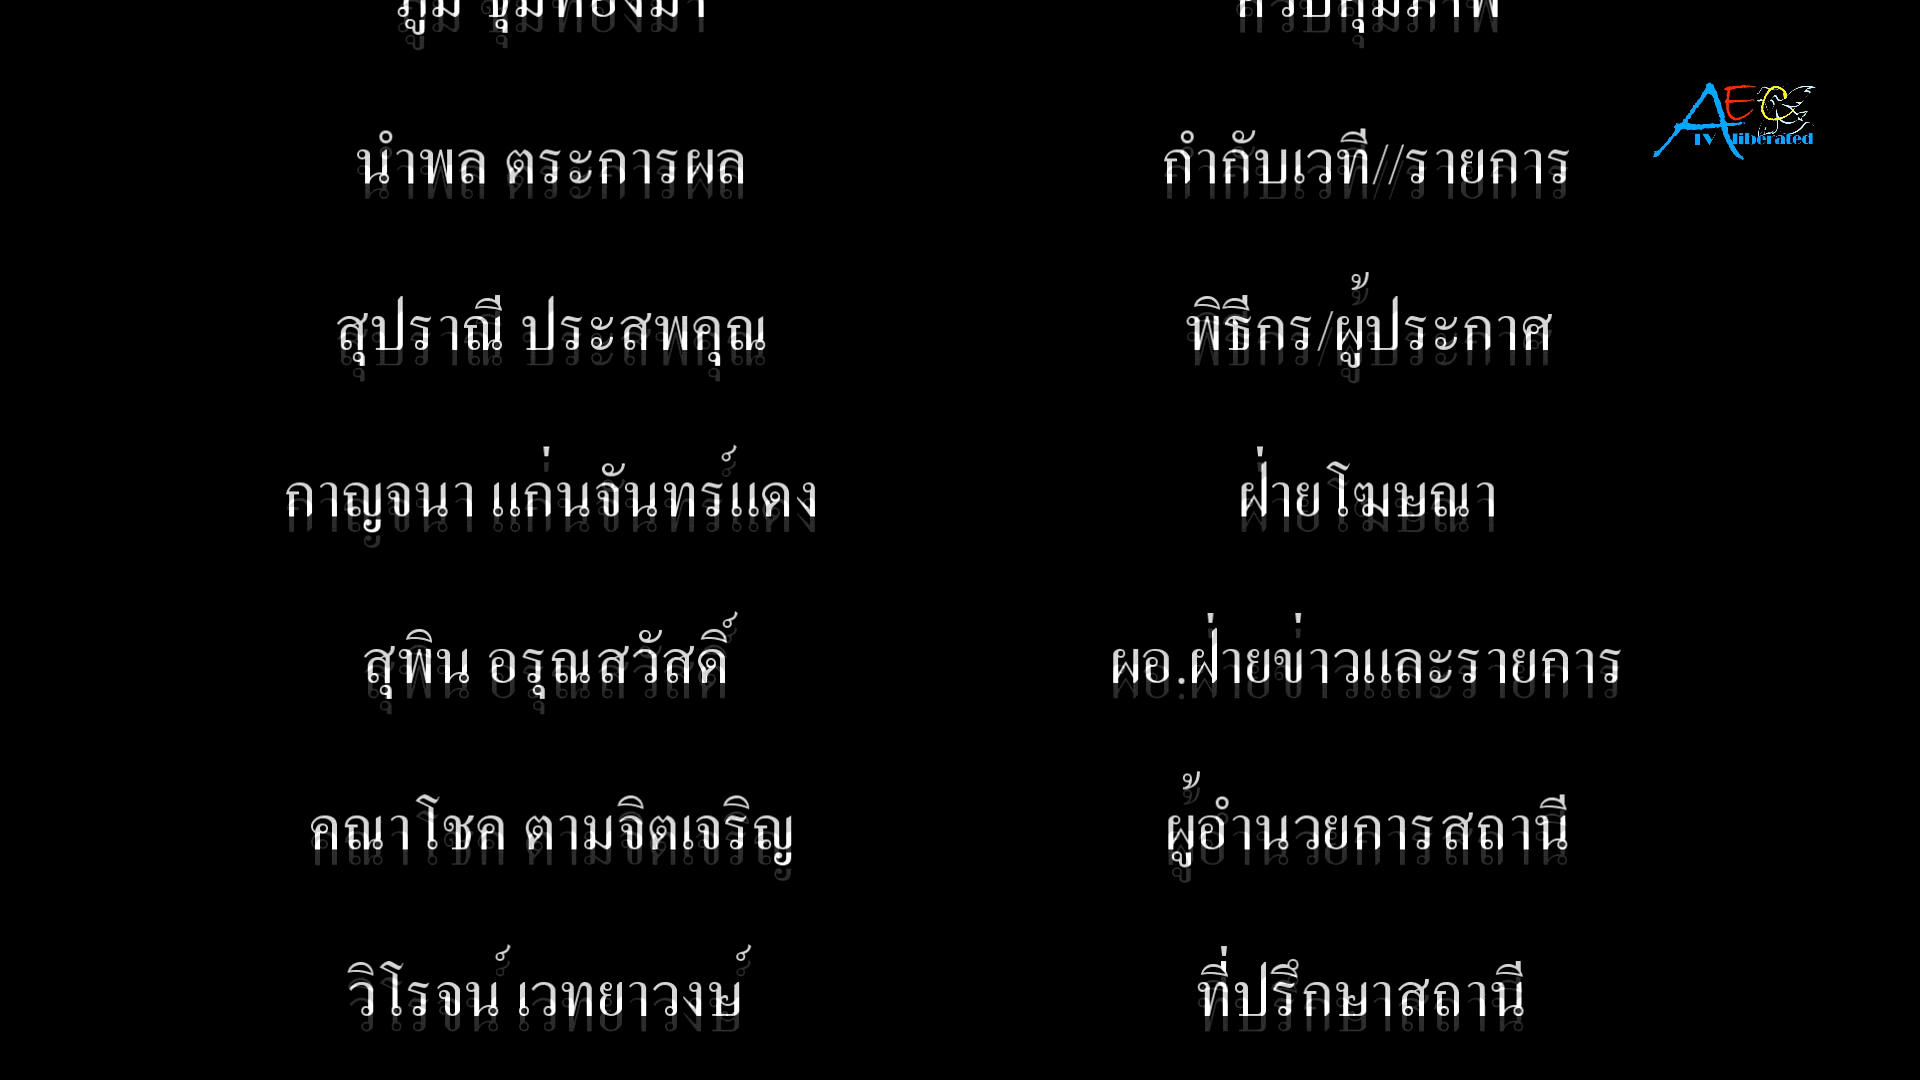 นำพล ตระการผล กำกับเวที//รายการ
สุปราณี ประสพคุณ พิธีกร/ผู้ประกาศ
กาญจนา แก่นจันทร์แดง ฝ่ายโฆษณา
สุพิน อรุณสวัสดิ์ ผอ.ฝ่ายข่าวและรายการ
คณาโชค ตามจิตเจริญ ผู้อำนวยการสถานี
วิโรจน์ เวทยาวงษ์ ที่ปรึกษาสถานี
AEC
TV liberated